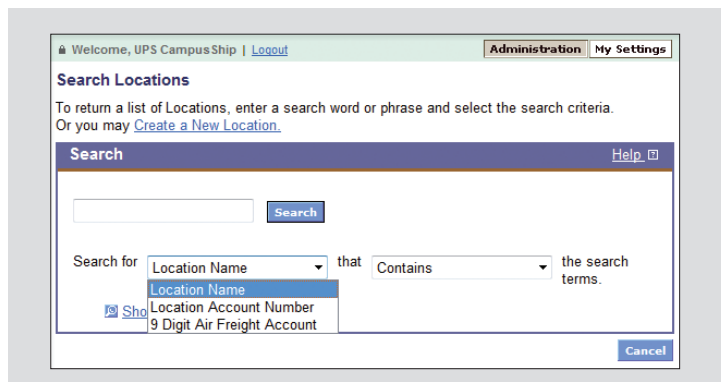 Welcome, UPS CampusShip | Logout Administration My Settings
Search Locations
To return a list of Locations, enter a search word or phrase and select the search criteria.
Or you may Create a New Location.
Search Help
Search
Search for Location Name that Contains the search terms.
Location Name
Location Account Number
Sho
9 Digit Air Freight Account
Cancel